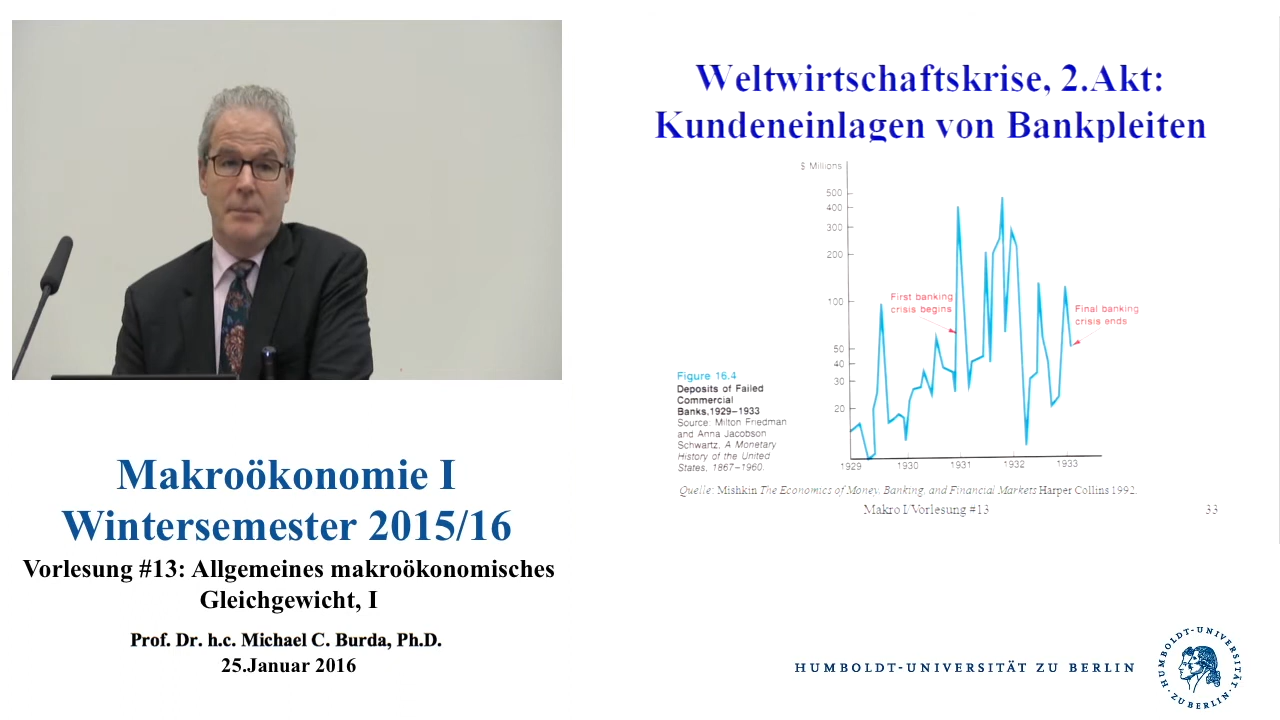 Weltwirtschaftskrise, 2.Akt:
Kundeneinlagen von Bankpleiten
$ Millions
500
400
300
200
100
50
40
30
20
First banking
crisis begins
Final banking
crisis ends
1929
1930
1931
1932
1933
Figure 16.4
Deposits of Failed
Commercial
Banks,1929–1933
Source: Milton Friedman
and Anna Jacobson
Schwartz, A Monetary
History of the United
States, 1867–1960.
Quelle: Mishkin The Economics of Money, Banking, and Financial Markets Harper Collins 1992.
Makro I/Vorlesung #13
33
Makroökonomie I
Wintersemester 2015/16
Vorlesung #13: Allgemeines makroökonomisches
Gleichgewicht, I
Prof. Dr. h.c. Michael C. Burda, Ph.D.
25.Januar 2016
HUMBOLDT-UNIVERSITÄT ZU BERLIN
HUMBOLDT-UNIVERSITÄT
ZU BERLIN